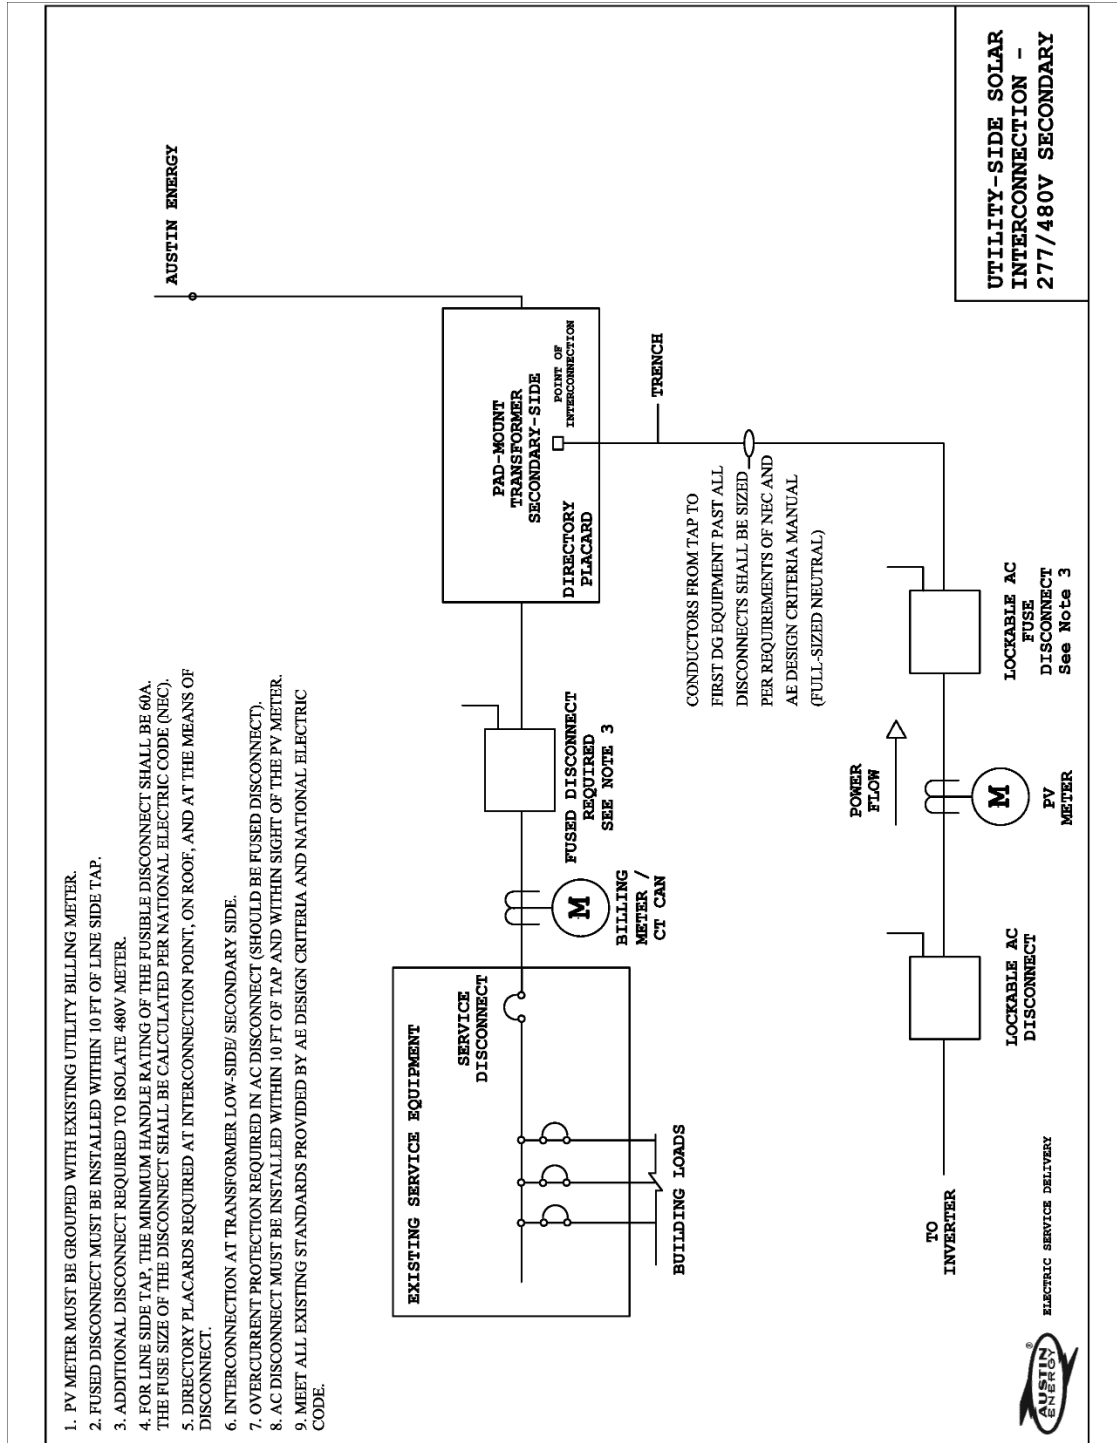 1. PV METER MUST BE GROUPED WITH EXISTING UTILITY BILLING METER.
2. FUSED DISCONNECT MUST BE INSTALLED WITHIN 10 FT OF LINE SIDE TAP.
3. ADDITIONAL DISCONNECT REQUIRED TO ISOLATE 480V METER.
4. FOR LINE SIDE TAP, THE MINIMUM HANDLE RATING OF THE FUSIBLE DISCONNECT SHALL BE 60A.
THE FUSE SIZE OF THE DISCONNECT SHALL BE CALCULATED PER NATIONAL ELECTRIC CODE (NEC).
5. DIRECTORY PLACARDS REQUIRED AT INTERCONNECTION POINT, ON ROOF, AND AT THE MEANS OF
DISCONNECT.
6. INTERCONNECTION AT TRANSFORMER LOW-SIDE/ SECONDARY SIDE.
7. OVERCURRENT PROTECTION REQUIRED IN AC DISCONNECT (SHOULD BE FUSED DISCONNECT).
8. AC DISCONNECT MUST BE INSTALLED WITHIN 10 FT OF TAP AND WITHIN SIGHT OF THE PV METER.
9. MEET ALL EXISTING STANDARDS PROVIDED BY AE DESIGN CRITERIA AND NATIONAL ELECTRIC
CODE.
AUSTIN ENERGY
EXISTING SERVICE EQUIPMENT
SERVICE
DISCONNECT
BUILDING LOADS
M
BILLING
METER /
CT CAN
FUSED DISCONNECT
REQUIRED
SEE NOTE 3
PAD-MOUNT
TRANSFORMER
SECONDARY-SIDE
POINT OF
INTERCONNECTION
DIRECTORY
PLACARD
TRENCH
CONDUCTORS FROM TAP TO
FIRST DG EQUIPMENT PAST ALL
DISCONNECTS SHALL BE SIZED
PER REQUIREMENTS OF NEC AND
AE DESIGN CRITERIA MANUAL
(FULL-SIZED NEUTRAL)
TO
INVERTER
LOCKABLE AC
DISCONNECT
POWER
FLOW
M
PV
METER
LOCKABLE AC
FUSE
DISCONNECT
See Note 3
AUSTIN
ENERGY
®
ELECTRIC SERVICE DELIVERY
UTILITY-SIDE SOLAR
INTERCONNECTION -
277/480V SECONDARY